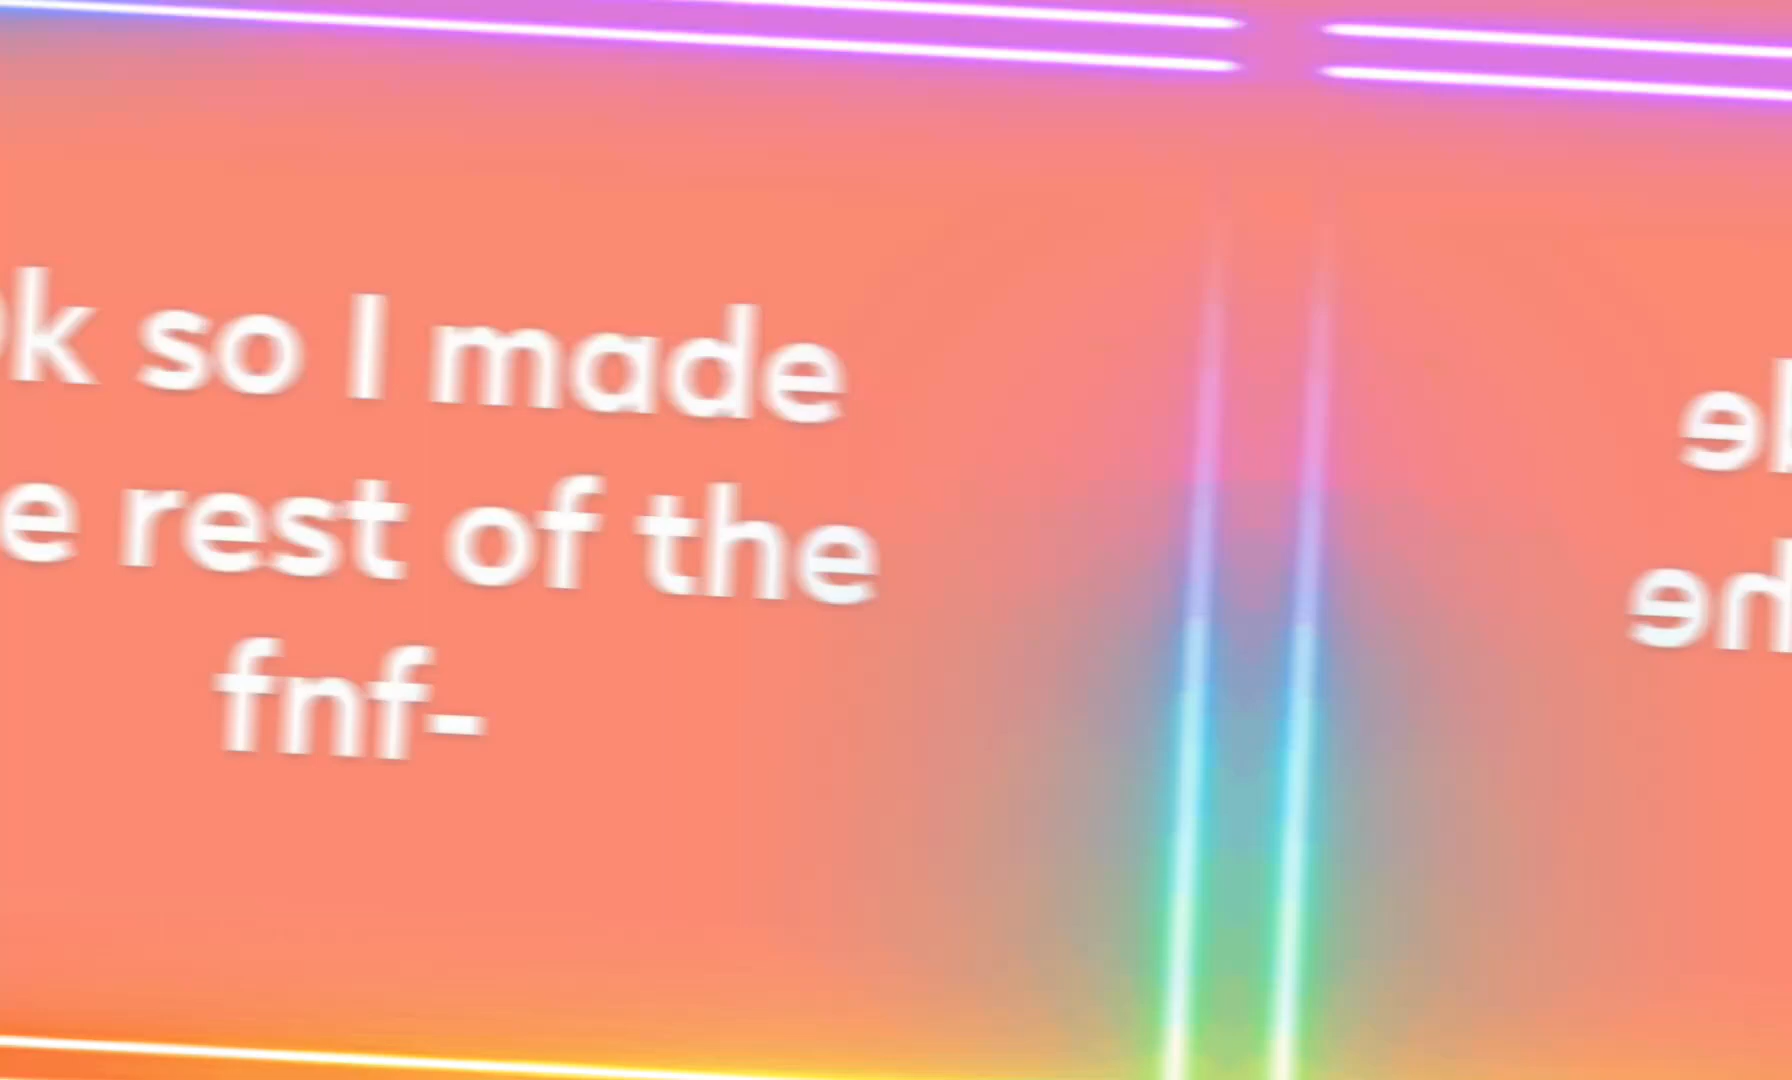 k so I made
e rest of the
fnf-